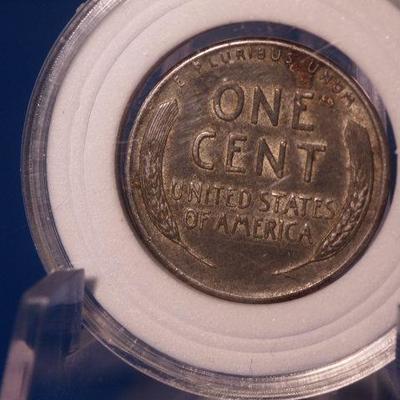 E PLURIBUS UNUM
ONE
CENT
UNITED STATES
OF AMERICA